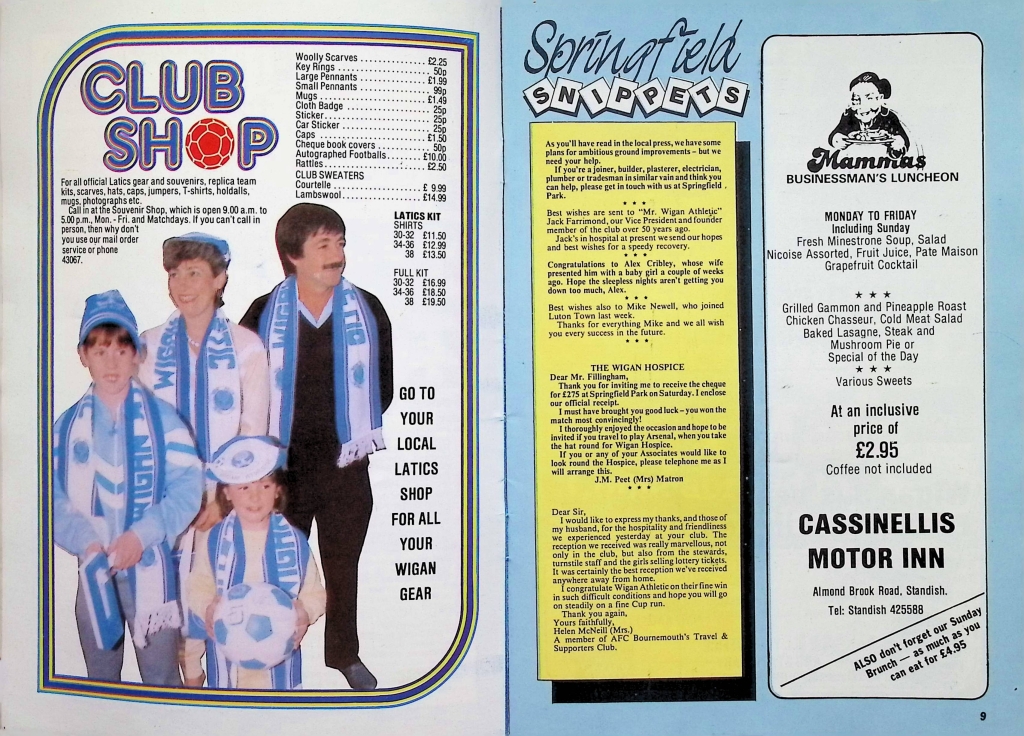 CLUB
SHOP
Woolly Scarves . . . . . . . . . . . . . . £2.25
Key Rings . . . . . . . . . . . . . . . . . . 50p
Large Pennants . . . . . . . . . . . . . . £1.99
Small Pennants . . . . . . . . . . . . . . 99p
Mugs . . . . . . . . . . . . . . . . . . . . . £1.49
Cloth Badge . . . . . . . . . . . . . . . . 25p
Sticker . . . . . . . . . . . . . . . . . . . . 25p
Car Sticker . . . . . . . . . . . . . . . . . 25p
Caps . . . . . . . . . . . . . . . . . . . . . £1.50
Cheque book covers . . . . . . . . . . . 50p
Autographed Footballs . . . . . . . . £10.00
Rattles . . . . . . . . . . . . . . . . . . . . £2.50
CLUB SWEATERS
Courtelle . . . . . . . . . . . . . . . . . . £ 9.99
Lambswool . . . . . . . . . . . . . . . . £14.99
For all official Latics gear and souvenirs, replica team
kits, scarves, hats, caps, jumpers, T-shirts, holdalls,
mugs, photographs etc.
Call in at the Souvenir Shop, which is open 9.00 a.m. to
5.00 p.m., Mon. - Fri. and Matchdays. If you can't call in
person, then why don't
you use our mail order
service or phone
43067.
LATICS KIT
SHIRTS
30-32 £11.50
34-36 £12.99
38 £13.50
FULL KIT
30-32 £16.99
34-36 £18.50
38 £19.50
GO TO
YOUR
LOCAL
LATICS
SHOP
FOR ALL
YOUR
WIGAN
GEAR
Springfield
SNIPPETS
As you'll have read in the local press, we have some
plans for ambitious ground improvements – but we
need your help.
If you're a joiner, builder, plasterer, electrician,
plumber or tradesman in similar vain and think you
can help, please get in touch with us at Springfield
Park.
* * *
Best wishes are sent to "Mr. Wigan Athletic"
Jack Farrimond, our Vice President and founder
member of the club over 50 years ago.
Jack's in hospital at present we send our hopes
and best wishes for a speedy recovery.
* * *
Congratulations to Alex Cribley, whose wife
presented him with a baby girl a couple of weeks
ago. Hope the sleepless nights aren't getting you
down too much, Alex.
* * *
Best wishes also to Mike Newell, who joined
Luton Town last week.
Thanks for everything Mike and we all wish
you every success in the future.
* * *
THE WIGAN HOSPICE
Dear Mr. Fillingham,
Thank you for inviting me to receive the cheque
for £275 at Springfield Park on Saturday. I enclose
our official receipt.
I must have brought you good luck – you won the
match most convincingly!
I thoroughly enjoyed the occasion and hope to be
invited if you travel to play Arsenal, when you take
the hat round for Wigan Hospice.
If you or any of your Associates would like to
look round the Hospice, please telephone me as I
will arrange this.
J.M. Peet (Mrs) Matron
* * *
Dear Sir,
I would like to express my thanks, and those of
my husband, for the hospitality and friendliness
we experienced yesterday at your club. The
reception we received was really marvellous, not
only in the club, but also from the stewards,
turnstile staff and the girls selling lottery tickets.
It was certainly the best reception we've received
anywhere away from home.
I congratulate Wigan Athletic on their fine win
in such difficult conditions and hope you will go
on steadily on a fine Cup run.
Thank you again,
Yours faithfully,
Helen McNeill (Mrs.)
A member of AFC Bournemouth's Travel &
Supporters Club.
Mammas
BUSINESSMAN'S LUNCHEON
MONDAY TO FRIDAY
Including Sunday
Fresh Minestrone Soup, Salad
Nicoise Assorted, Fruit Juice, Pate Maison
Grapefruit Cocktail
* * *
Grilled Gammon and Pineapple Roast
Chicken Chasseur, Cold Meat Salad
Baked Lasagne, Steak and
Mushroom Pie or
Special of the Day
* * *
Various Sweets
At an inclusive
price of
£2.95
Coffee not included
CASSINELLIS
MOTOR INN
Almond Brook Road, Standish.
Tel: Standish 425588
ALSO don't forget our Sunday
Brunch — as much as you
can eat for £4.95
9